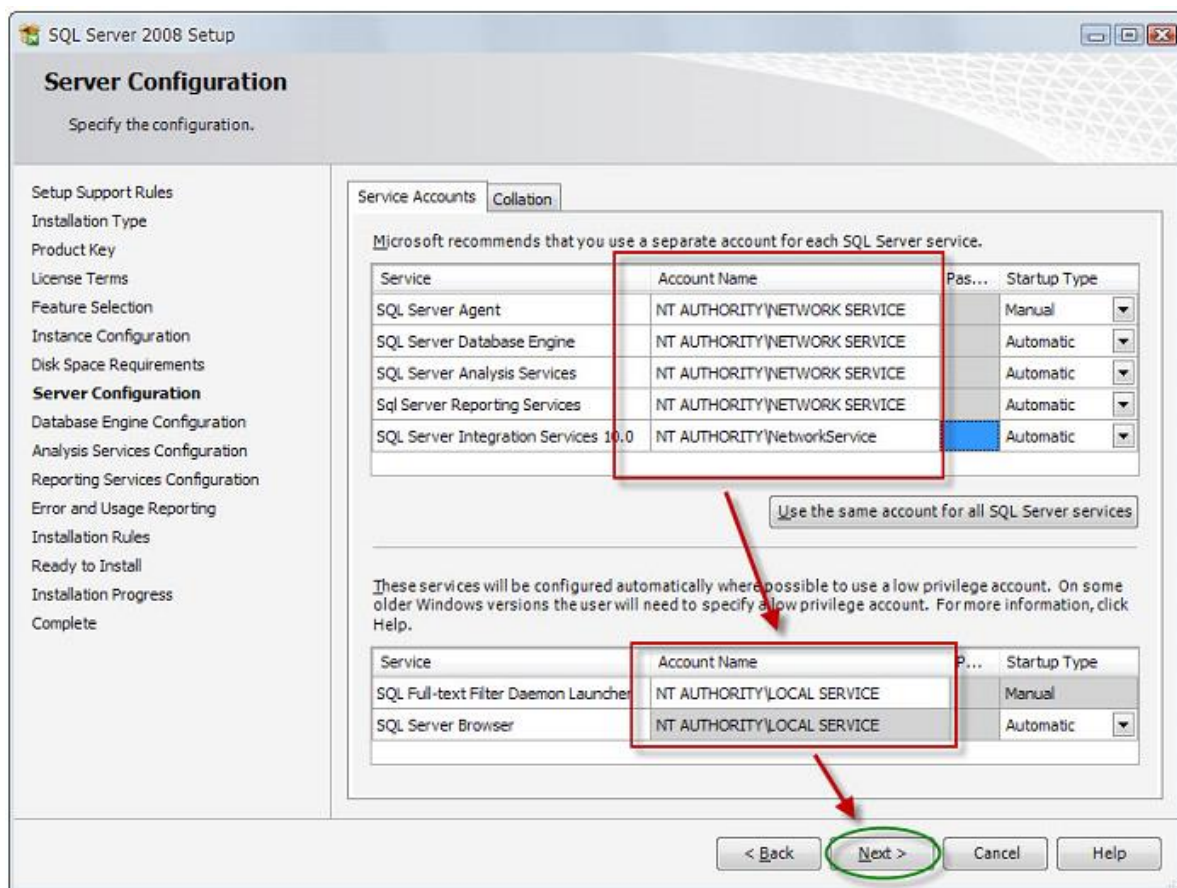 SQL Server 2008 Setup
Server Configuration
Specify the configuration.
Setup Support Rules
Installation Type
Product Key
License Terms
Feature Selection
Instance Configuration
Disk Space Requirements
Server Configuration
Database Engine Configuration
Analysis Services Configuration
Reporting Services Configuration
Error and Usage Reporting
Installation Rules
Ready to Install
Installation Progress
Complete
Service Accounts Collation
Microsoft recommends that you use a separate account for each SQL Server service.
Service Account Name Pas... Startup Type
SQL Server Agent NT AUTHORITY\NETWORK SERVICE Manual
SQL Server Database Engine NT AUTHORITY\NETWORK SERVICE Automatic
SQL Server Analysis Services NT AUTHORITY\NETWORK SERVICE Automatic
Sql Server Reporting Services NT AUTHORITY\NETWORK SERVICE Automatic
SQL Server Integration Services 10.0 NT AUTHORITY\NetworkService Automatic
Use the same account for all SQL Server services
These services will be configured automatically where possible to use a low privilege account. On some
older Windows versions the user will need to specify a low privilege account. For more information, click
Help.
Service Account Name P... Startup Type
SQL Full-text Filter Daemon Launcher NT AUTHORITY\LOCAL SERVICE Manual
SQL Server Browser NT AUTHORITY\LOCAL SERVICE Automatic
< Back Next > Cancel Help